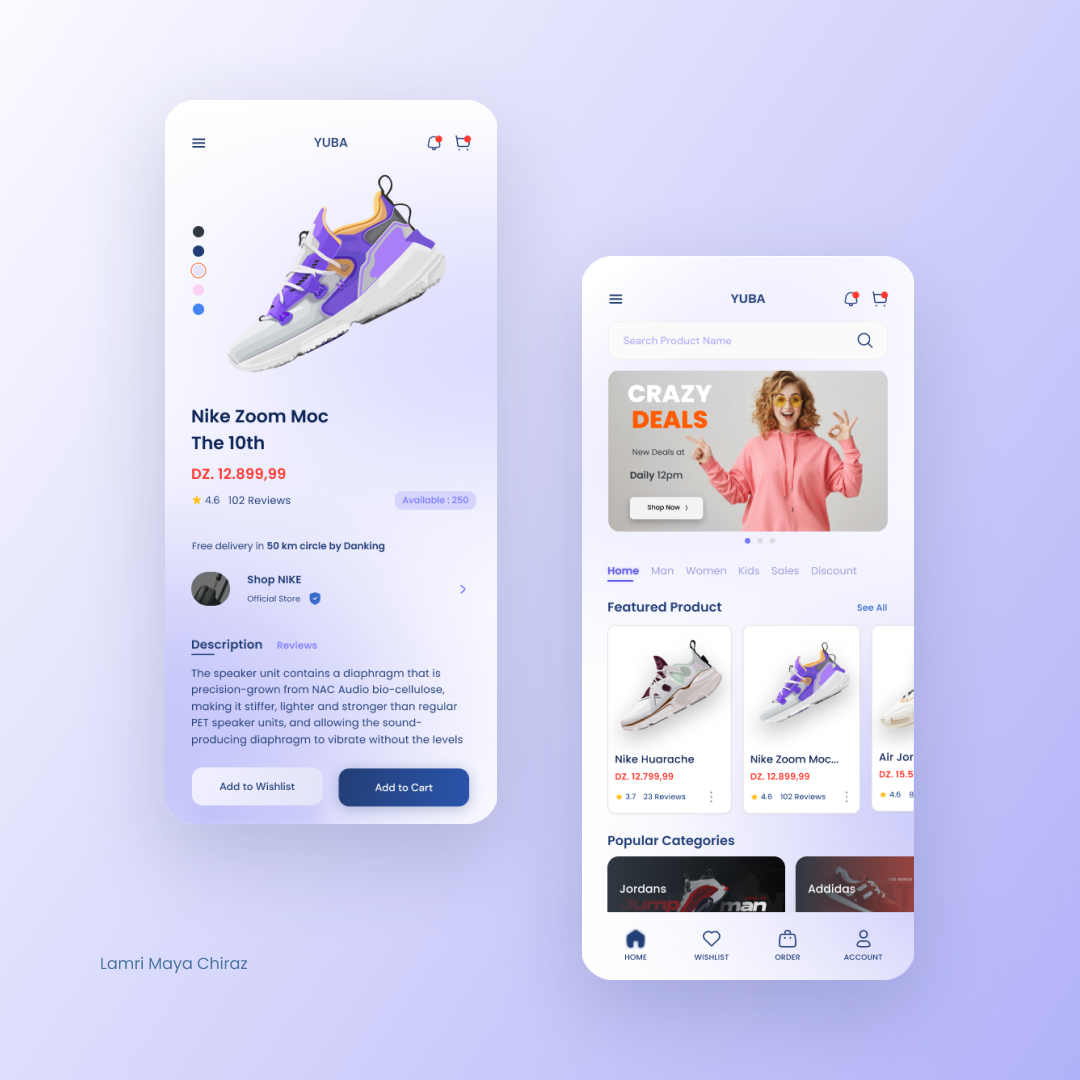 YUBA
Nike Zoom Moc
The 10th
DZ. 12.899,99
4.6 102 Reviews
Available : 250
Free delivery in 50 km circle by Danking
Shop NIKE
Official Store
Description Reviews
The speaker unit contains a diaphragm that is
precision-grown from NAC Audio bio-cellulose,
making it stiffer, lighter and stronger than regular
PET speaker units, and allowing the sound-
producing diaphragm to vibrate without the levels
Add to Wishlist Add to Cart
YUBA
Search Product Name
CRAZY
DEALS
New Deals at
Daily 12pm
Shop Now
Home Man Women Kids Sales Discount
Featured Product See All
Nike Huarache
DZ. 12.799,99
3.7 23 Reviews
Nike Zoom Moc...
DZ. 12.899,99
4.6 102 Reviews
Air Jor
DZ. 15.5
4.6 8
Popular Categories
Jordans
Jump man
Addidas
HOME WISHLIST ORDER ACCOUNT
Lamri Maya Chiraz